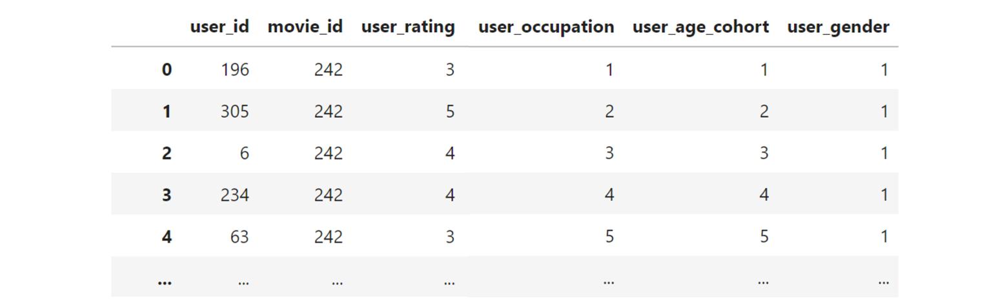 user_id movie_id user_rating user_occupation user_age_cohort user_gender
0 196 242 3 1 1 1
1 305 242 5 2 2 1
2 6 242 4 3 3 1
3 234 242 4 4 4 1
4 63 242 3 5 5 1
... ... ... ... ... ... ...